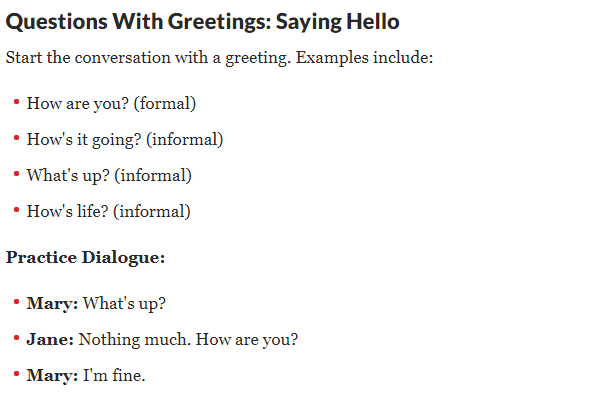 Questions With Greetings: Saying Hello
Start the conversation with a greeting. Examples include:
• How are you? (formal)
• How's it going? (informal)
• What's up? (informal)
• How's life? (informal)
Practice Dialogue:
• Mary: What's up?
• Jane: Nothing much. How are you?
• Mary: I'm fine.